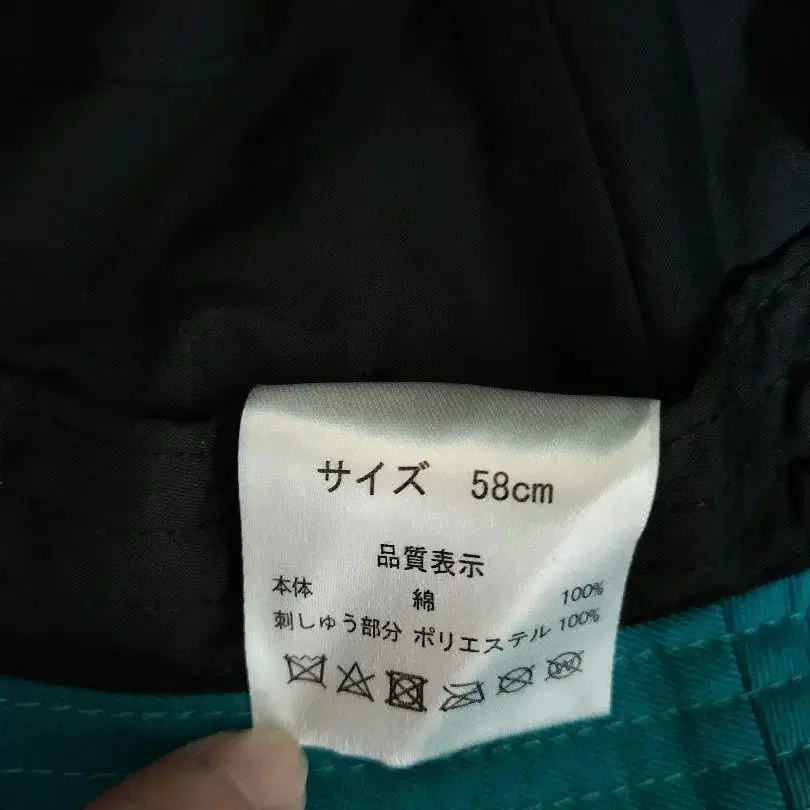 サイズ 58cm
品質表示
本体 綿 100%
刺しゅう部分 ポリエステル 100%